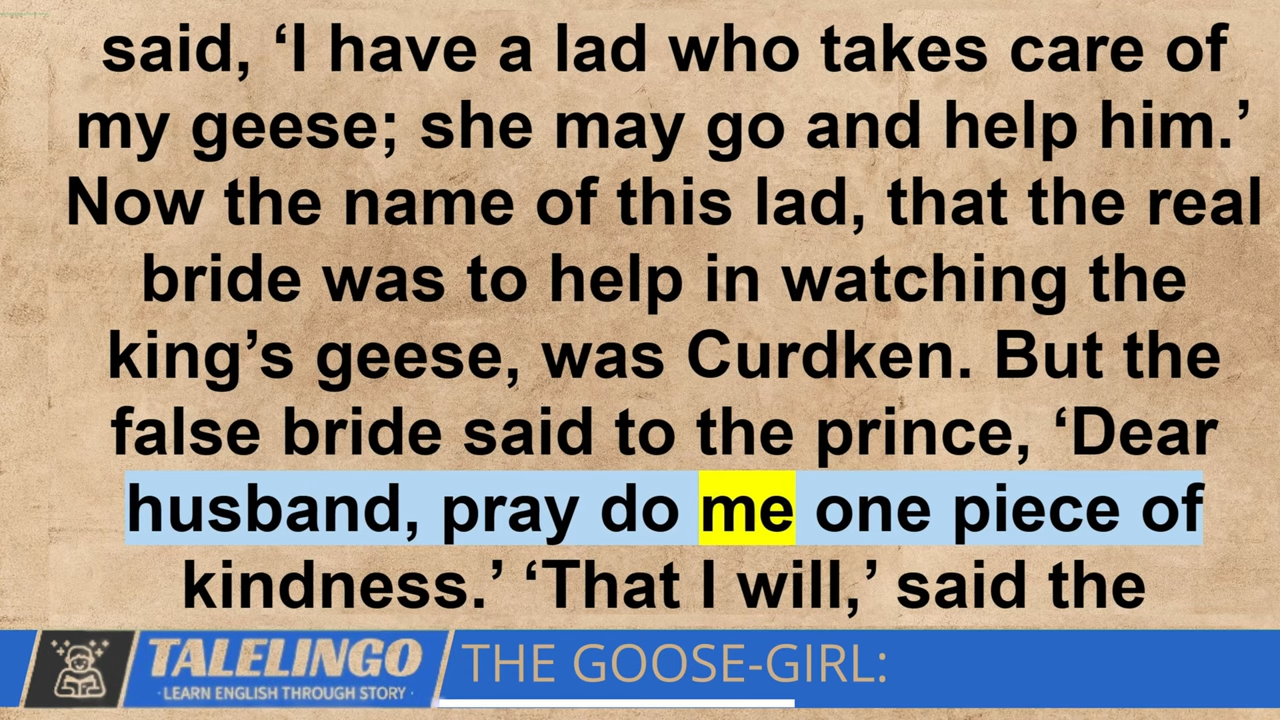 said, ‘I have a lad who takes care of
my geese; she may go and help him.’
Now the name of this lad, that the real
bride was to help in watching the
king’s geese, was Curdken. But the
false bride said to the prince, ‘Dear
husband, pray do me one piece of
kindness.’ ‘That I will,’ said the
TALELINGO
· LEARN ENGLISH THROUGH STORY ·
THE GOOSE-GIRL: